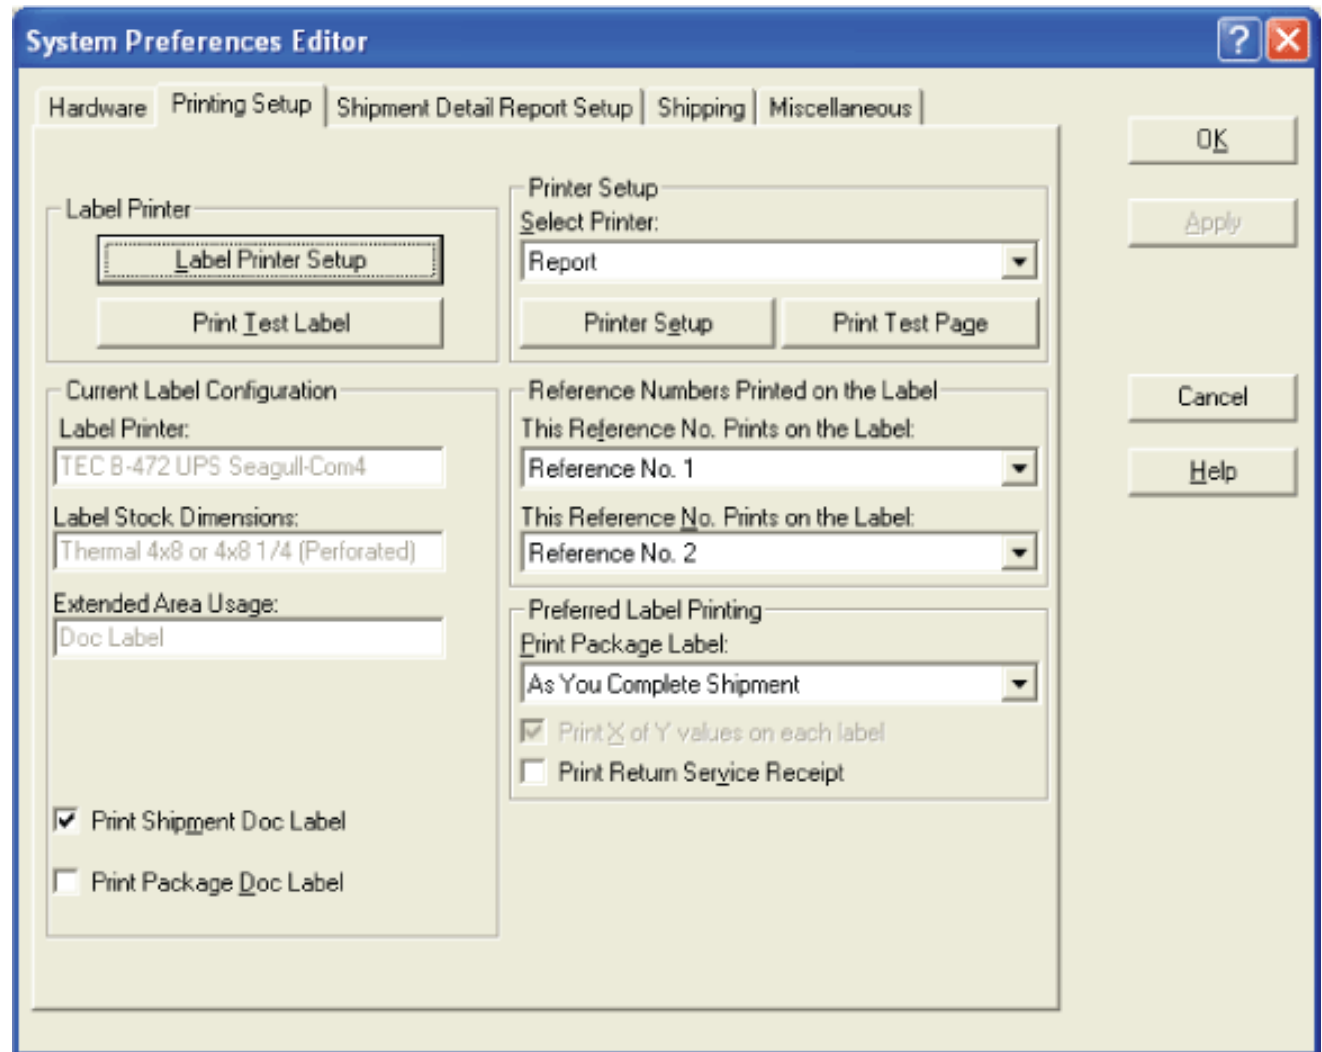 System Preferences Editor
Hardware
Printing Setup
Shipment Detail Report Setup
Shipping
Miscellaneous
OK
Apply
Cancel
Help
Label Printer
Label Printer Setup
Print Test Label
Printer Setup
Select Printer:
Report
Printer Setup
Print Test Page
Current Label Configuration
Label Printer:
TEC B-472 UPS Seagull-Com4
Label Stock Dimensions:
Thermal 4x8 or 4x8 1/4 (Perforated)
Extended Area Usage:
Doc Label
Print Shipment Doc Label
Print Package Doc Label
Reference Numbers Printed on the Label
This Reference No. Prints on the Label:
Reference No. 1
This Reference No. Prints on the Label:
Reference No. 2
Preferred Label Printing
Print Package Label:
As You Complete Shipment
Print X of Y values on each label
Print Return Service Receipt